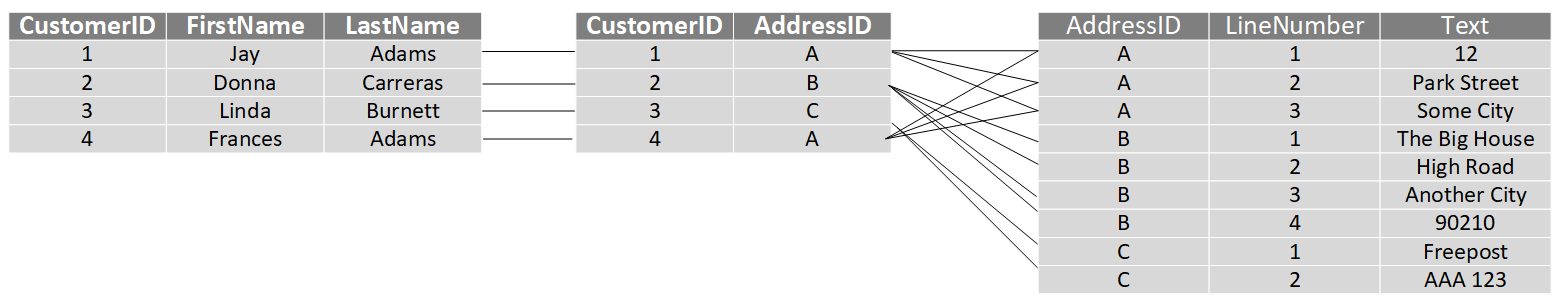 CustomerID FirstName LastName
1 Jay Adams
2 Donna Carreras
3 Linda Burnett
4 Frances Adams
CustomerID AddressID
1 A
2 B
3 C
4 A
AddressID LineNumber Text
A 1 12
A 2 Park Street
A 3 Some City
B 1 The Big House
B 2 High Road
B 3 Another City
B 4 90210
C 1 Freepost
C 2 AAA 123